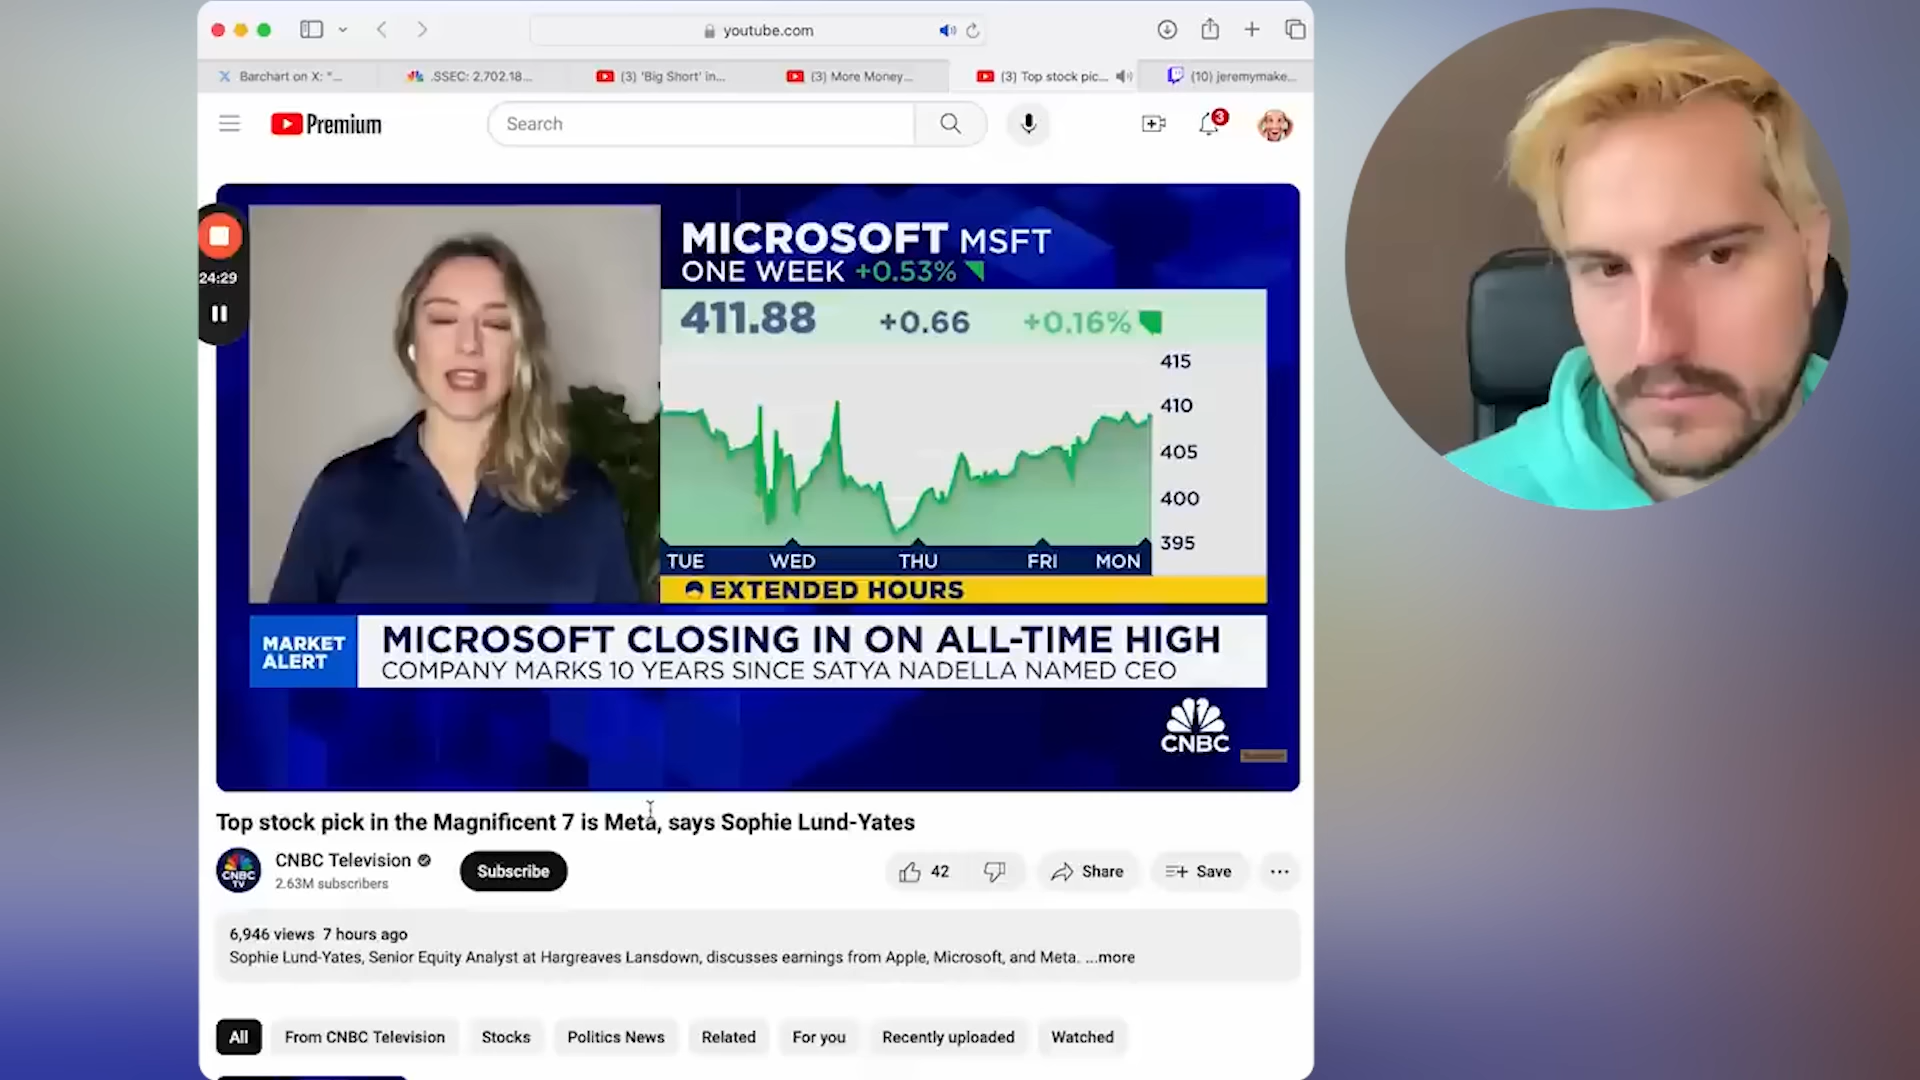 youtube.com
Barchart on X: "...
.SSEC: 2,702.18...
(3) 'Big Short' in...
(3) More Money...
(3) Top stock pic...
(10) jeremymake...
Premium
Search
3
24:29
MICROSOFT MSFT
ONE WEEK +0.53%
411.88 +0.66 +0.16%
415
410
405
400
395
TUE WED THU FRI MON
EXTENDED HOURS
MARKET ALERT
MICROSOFT CLOSING IN ON ALL-TIME HIGH
COMPANY MARKS 10 YEARS SINCE SATYA NADELLA NAMED CEO
CNBC
Top stock pick in the Magnificent 7 is Meta, says Sophie Lund-Yates
CNBC TV
CNBC Television
2.63M subscribers
Subscribe
42
Share
Save
6,946 views 7 hours ago
Sophie Lund-Yates, Senior Equity Analyst at Hargreaves Lansdown, discusses earnings from Apple, Microsoft, and Meta. ...more
All
From CNBC Television
Stocks
Politics News
Related
For you
Recently uploaded
Watched